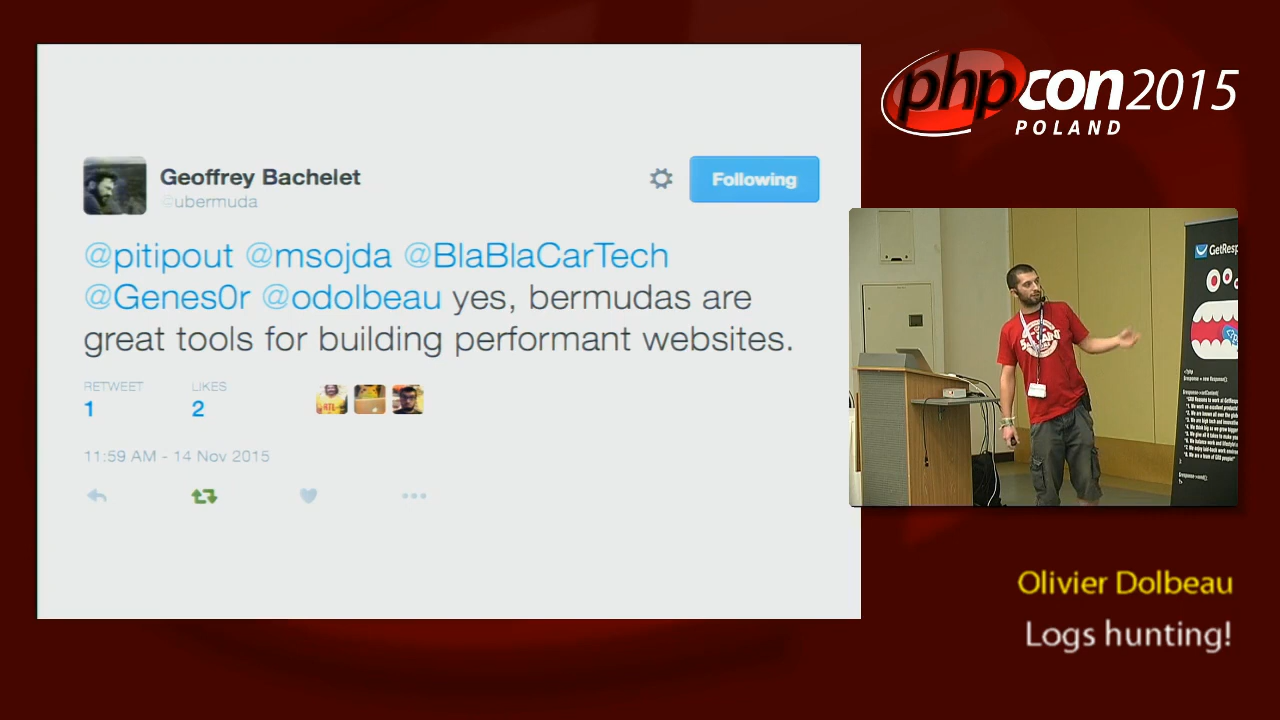 Geoffrey Bachelet
@ubermuda
Following
@pitipout @msojda @BlaBlaCarTech
@Genes0r @odolbeau yes, bermudas are
great tools for building performant websites.
RETWEET
LIKES
1
2
11:59 AM - 14 Nov 2015
phpcon2015
POLAND
GetResp
Olivier Dolbeau
Logs hunting!